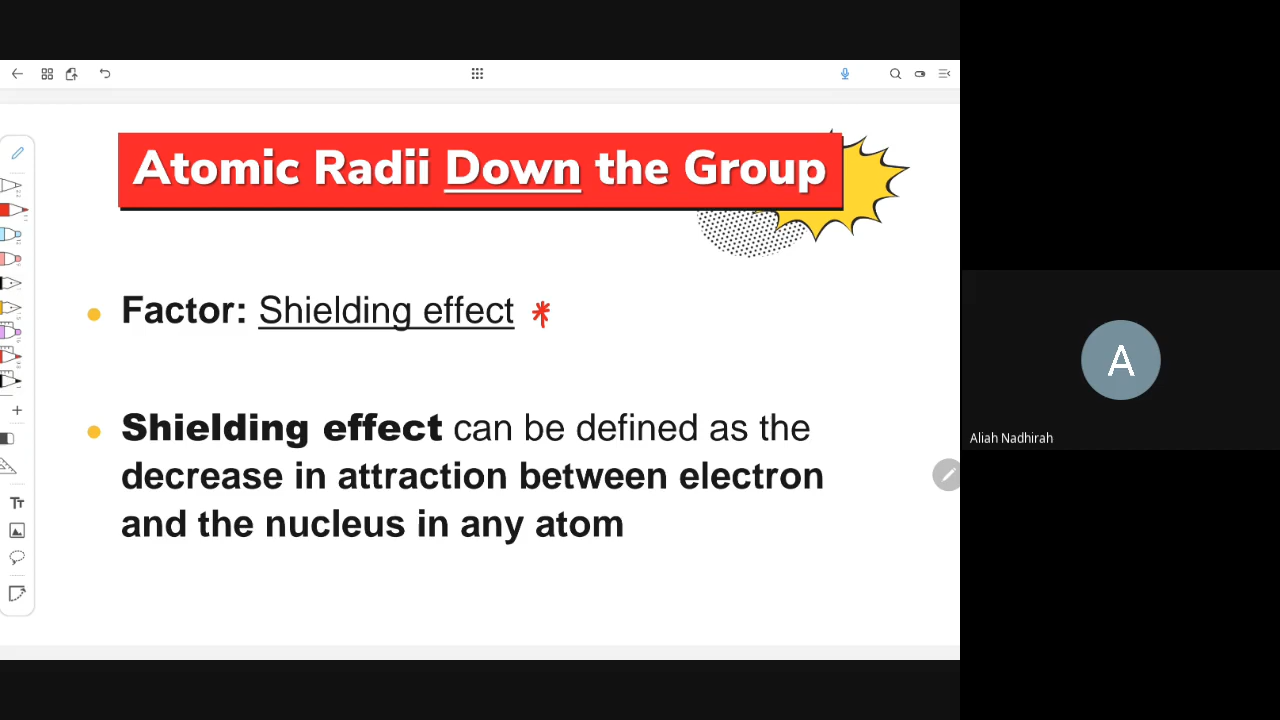 Atomic Radii Down the Group
Factor: Shielding effect *
Shielding effect can be defined as the
decrease in attraction between electron
and the nucleus in any atom
A
Aliah Nadhirah